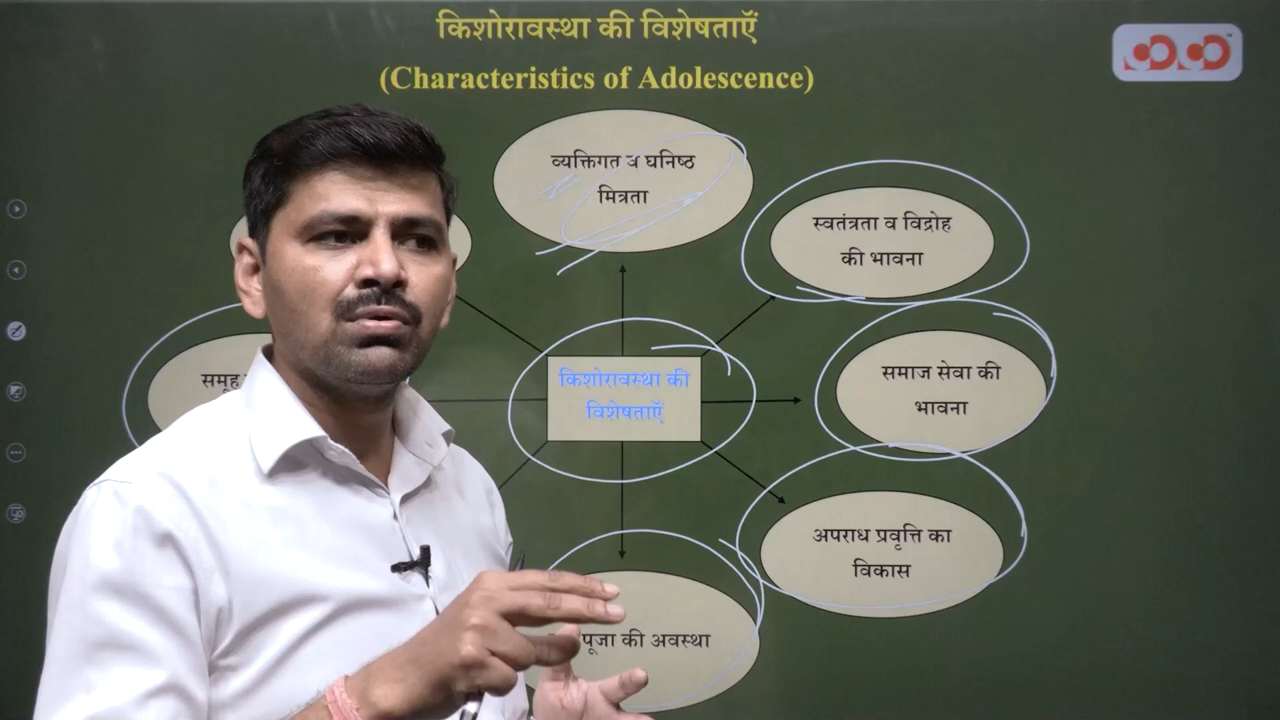 किशोरावस्था की विशेषताएँ
(Characteristics of Adolescence)
व्यक्तिगत व घनिष्ठ
मित्रता
स्वतंत्रता व विद्रोह
की भावना
समूह
किशोरावस्था की
विशेषताएँ
समाज सेवा की
भावना
अपराध प्रवृत्ति का
विकास
पूजा की अवस्था